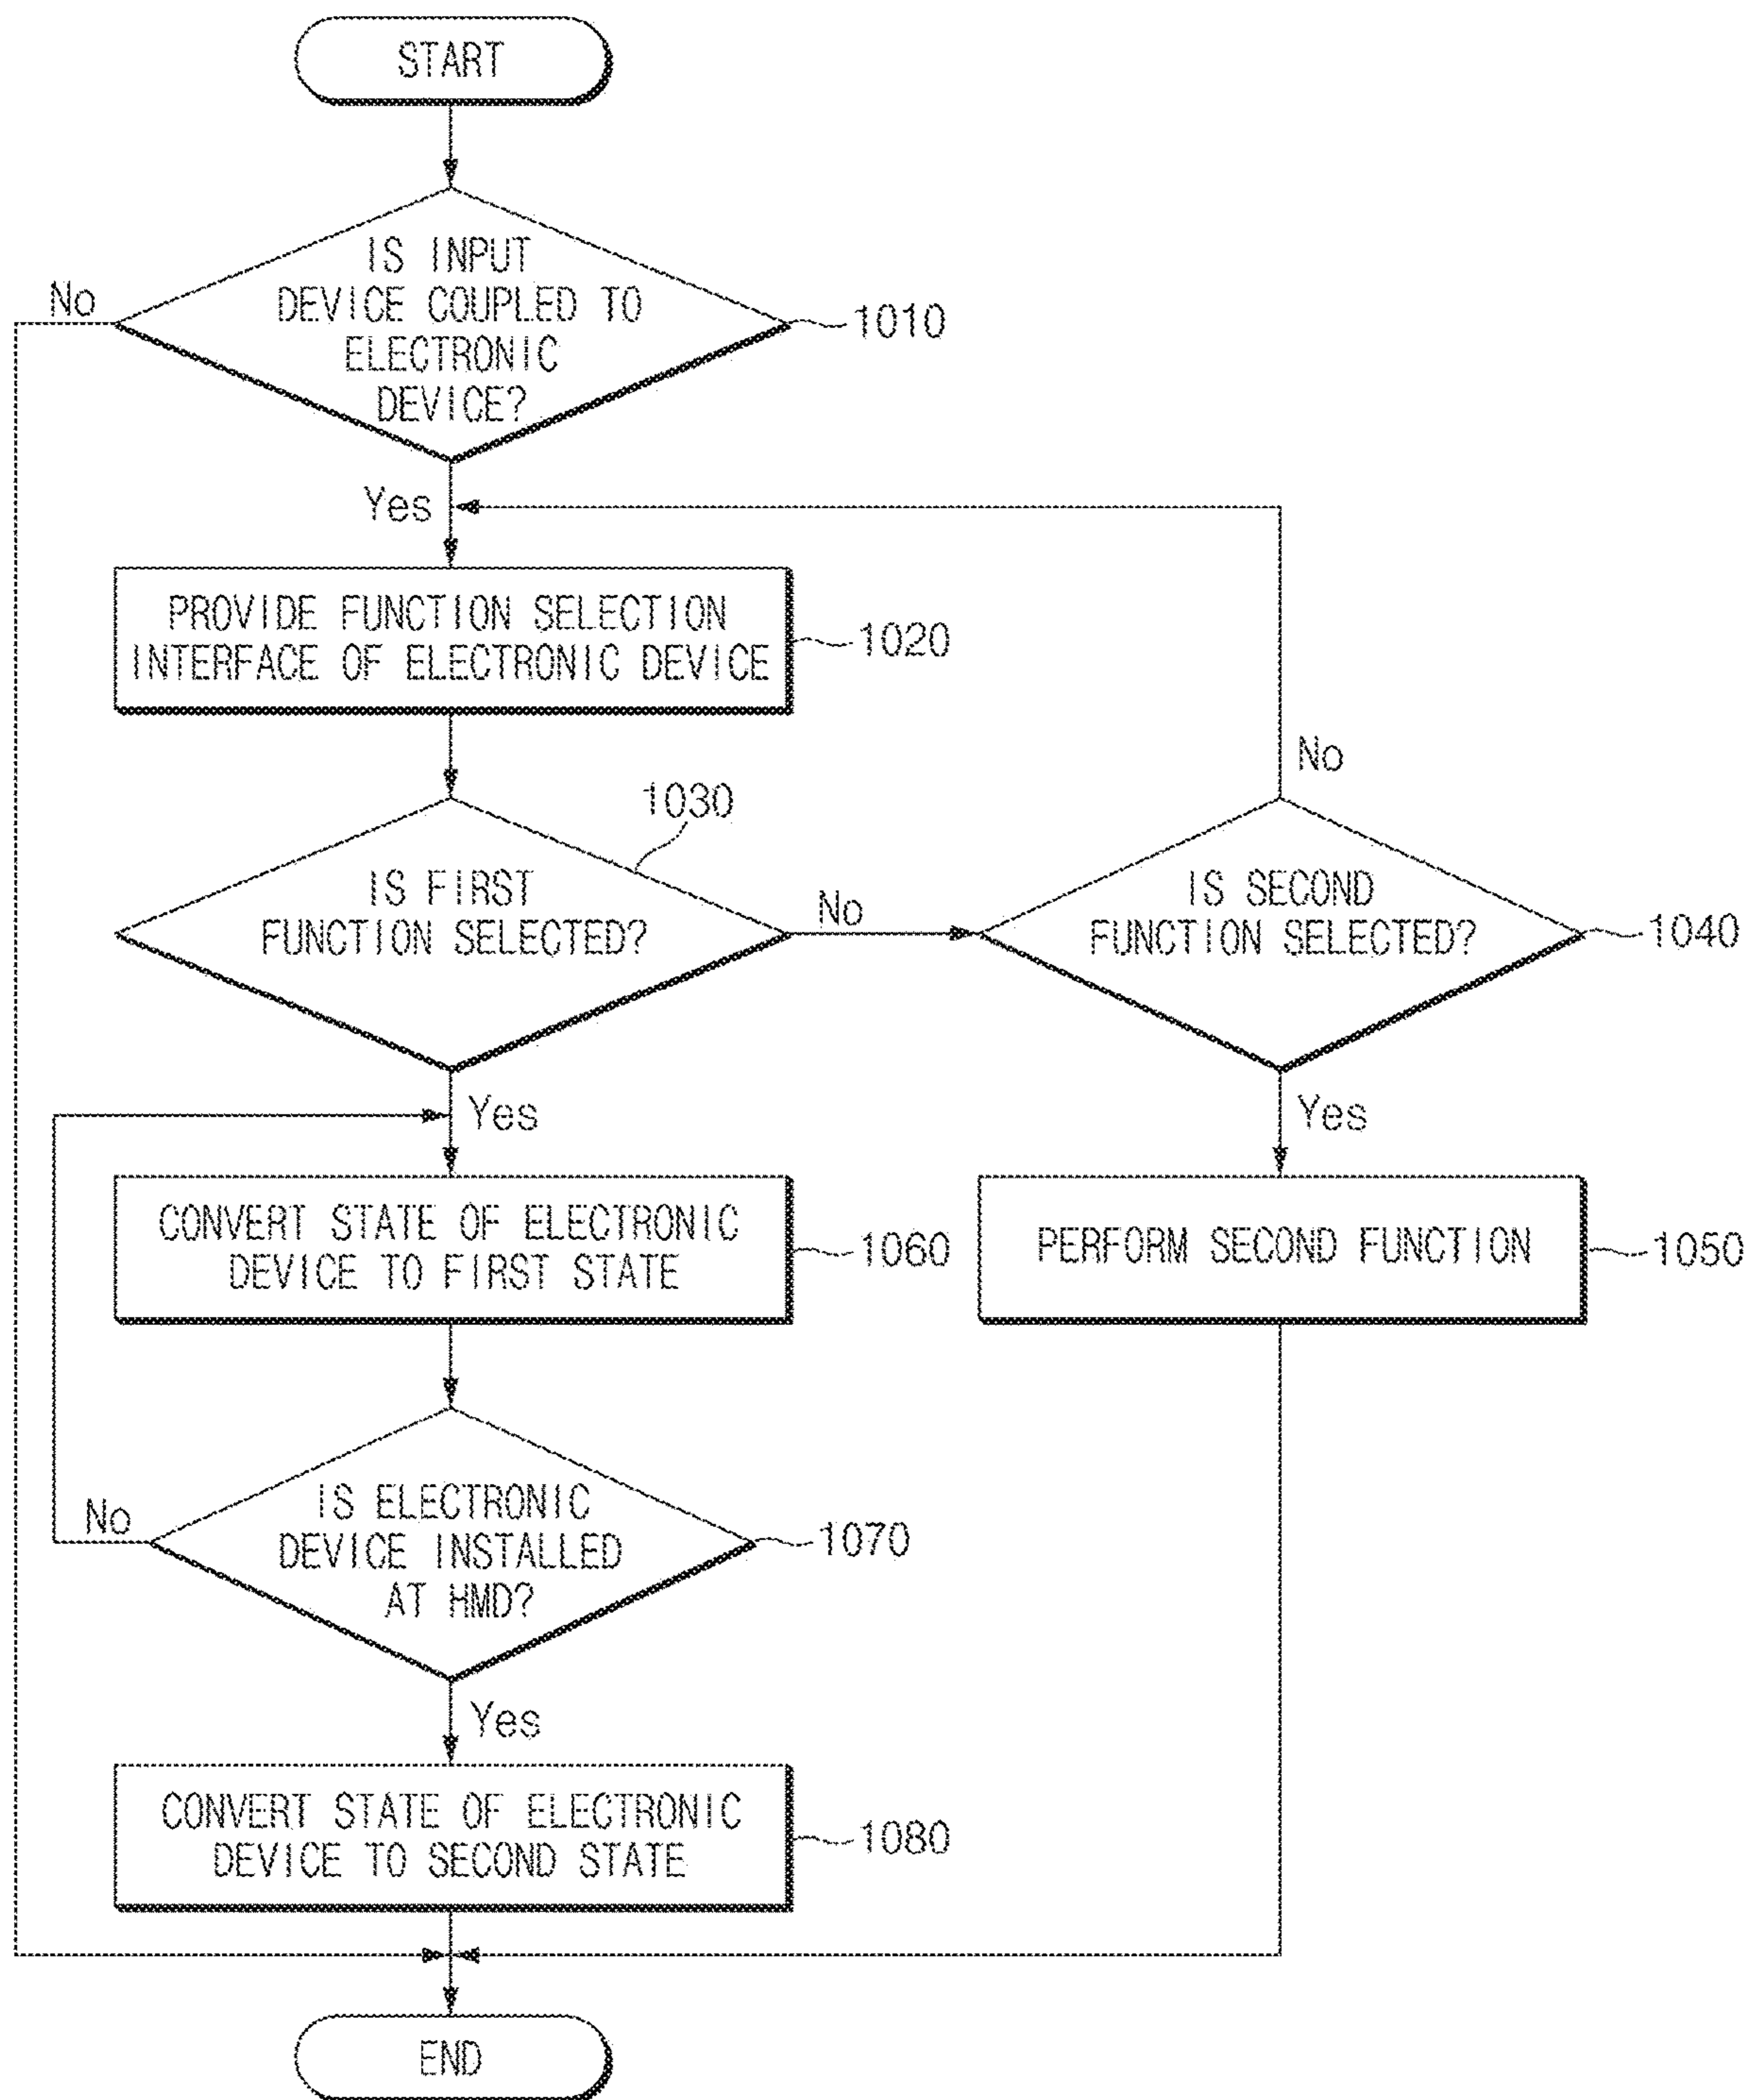 START
IS INPUT
DEVICE COUPLED TO
ELECTRONIC
DEVICE?
No
1010
Yes
PROVIDE FUNCTION SELECTION
INTERFACE OF ELECTRONIC DEVICE
1020
1030
IS FIRST
FUNCTION SELECTED?
No
IS SECOND
FUNCTION SELECTED?
1040
No
Yes
Yes
CONVERT STATE OF ELECTRONIC
DEVICE TO FIRST STATE
1060
PERFORM SECOND FUNCTION
1050
IS ELECTRONIC
DEVICE INSTALLED
AT HMD?
No
1070
Yes
CONVERT STATE OF ELECTRONIC
DEVICE TO SECOND STATE
1080
END